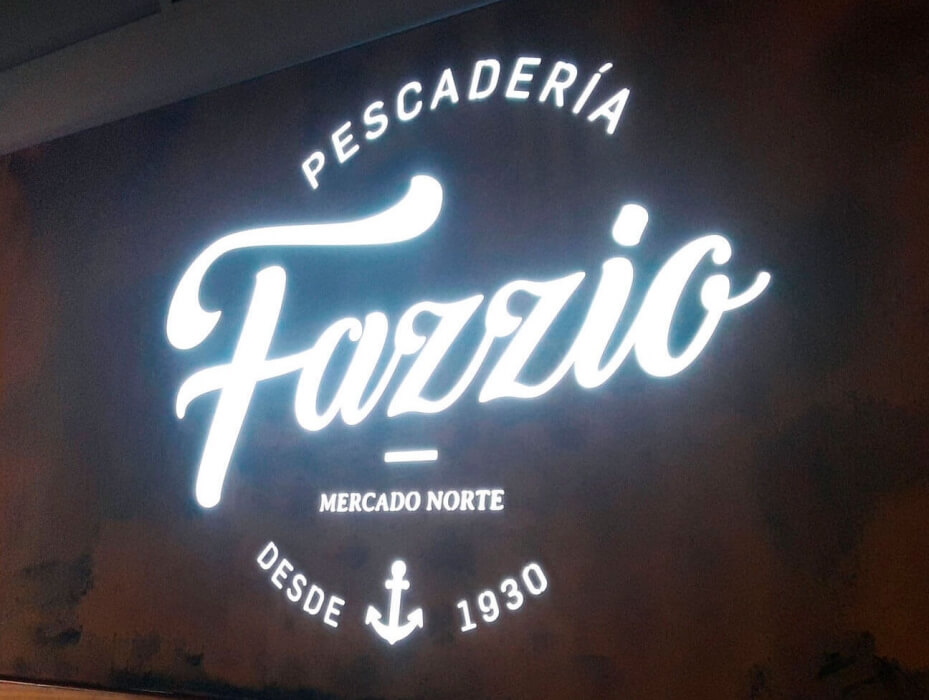 PESCADERÍA
Fazzio
MERCADO NORTE
DESDE 1930